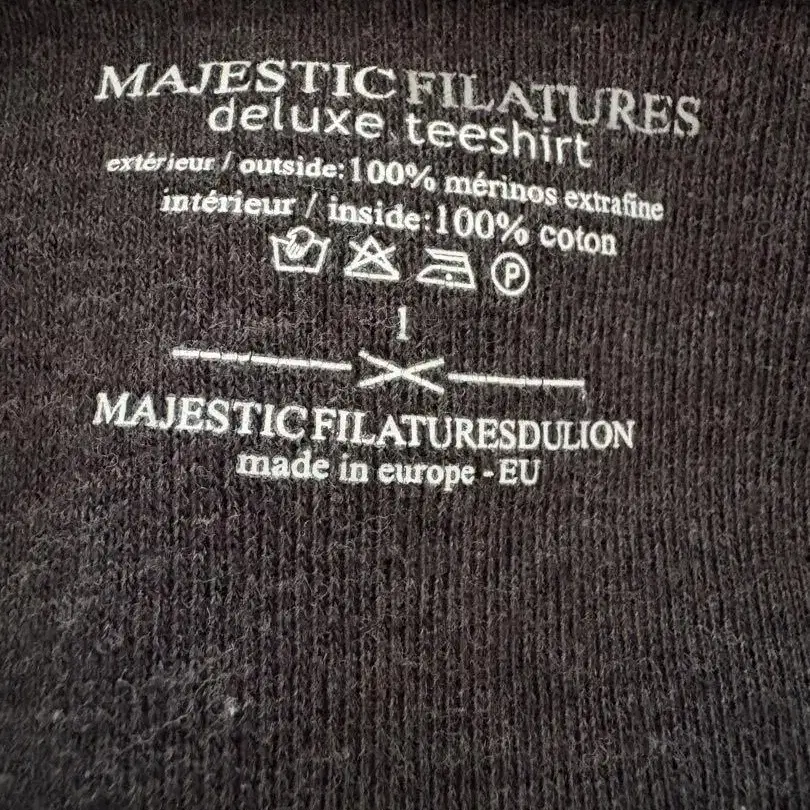 MAJESTIC FILATURES
deluxe teeshirt
extérieur / outside:100% mérinos extrafine
intérieur / inside:100% coton
P
1
MAJESTIC FILATURESDULION
made in europe - EU